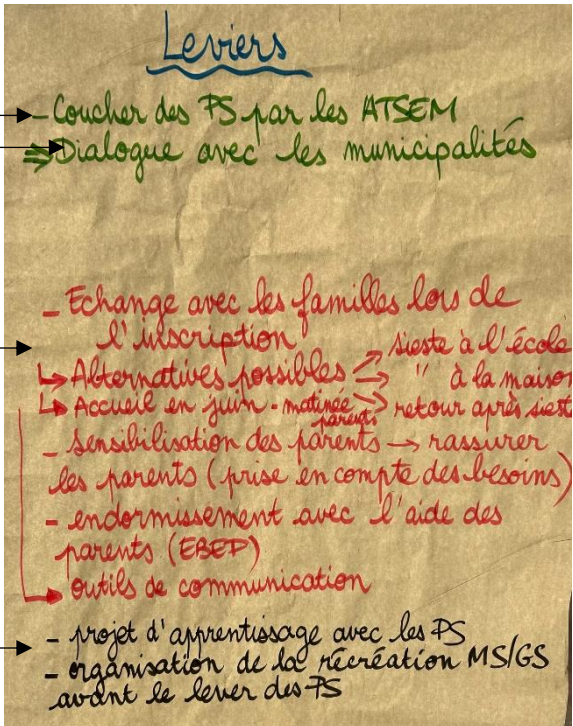 Leviers
- Coucher des PS par les ATSEM
⇒ Dialogue avec les municipalités
- Echange avec les familles lors de
l'inscription
↳ Alternatives possibles → sieste à l'école
→ " à la maison
↳ Accueil en juin - matinée parents → retour après sieste
- sensibilisation des parents → rassurer
les parents (prise en compte des besoins)
- endormissement avec l'aide des
parents (EBEP)
→ outils de communication
- projet d'apprentissage avec les PS
- organisation de la récréation MS/GS
avant le lever des PS